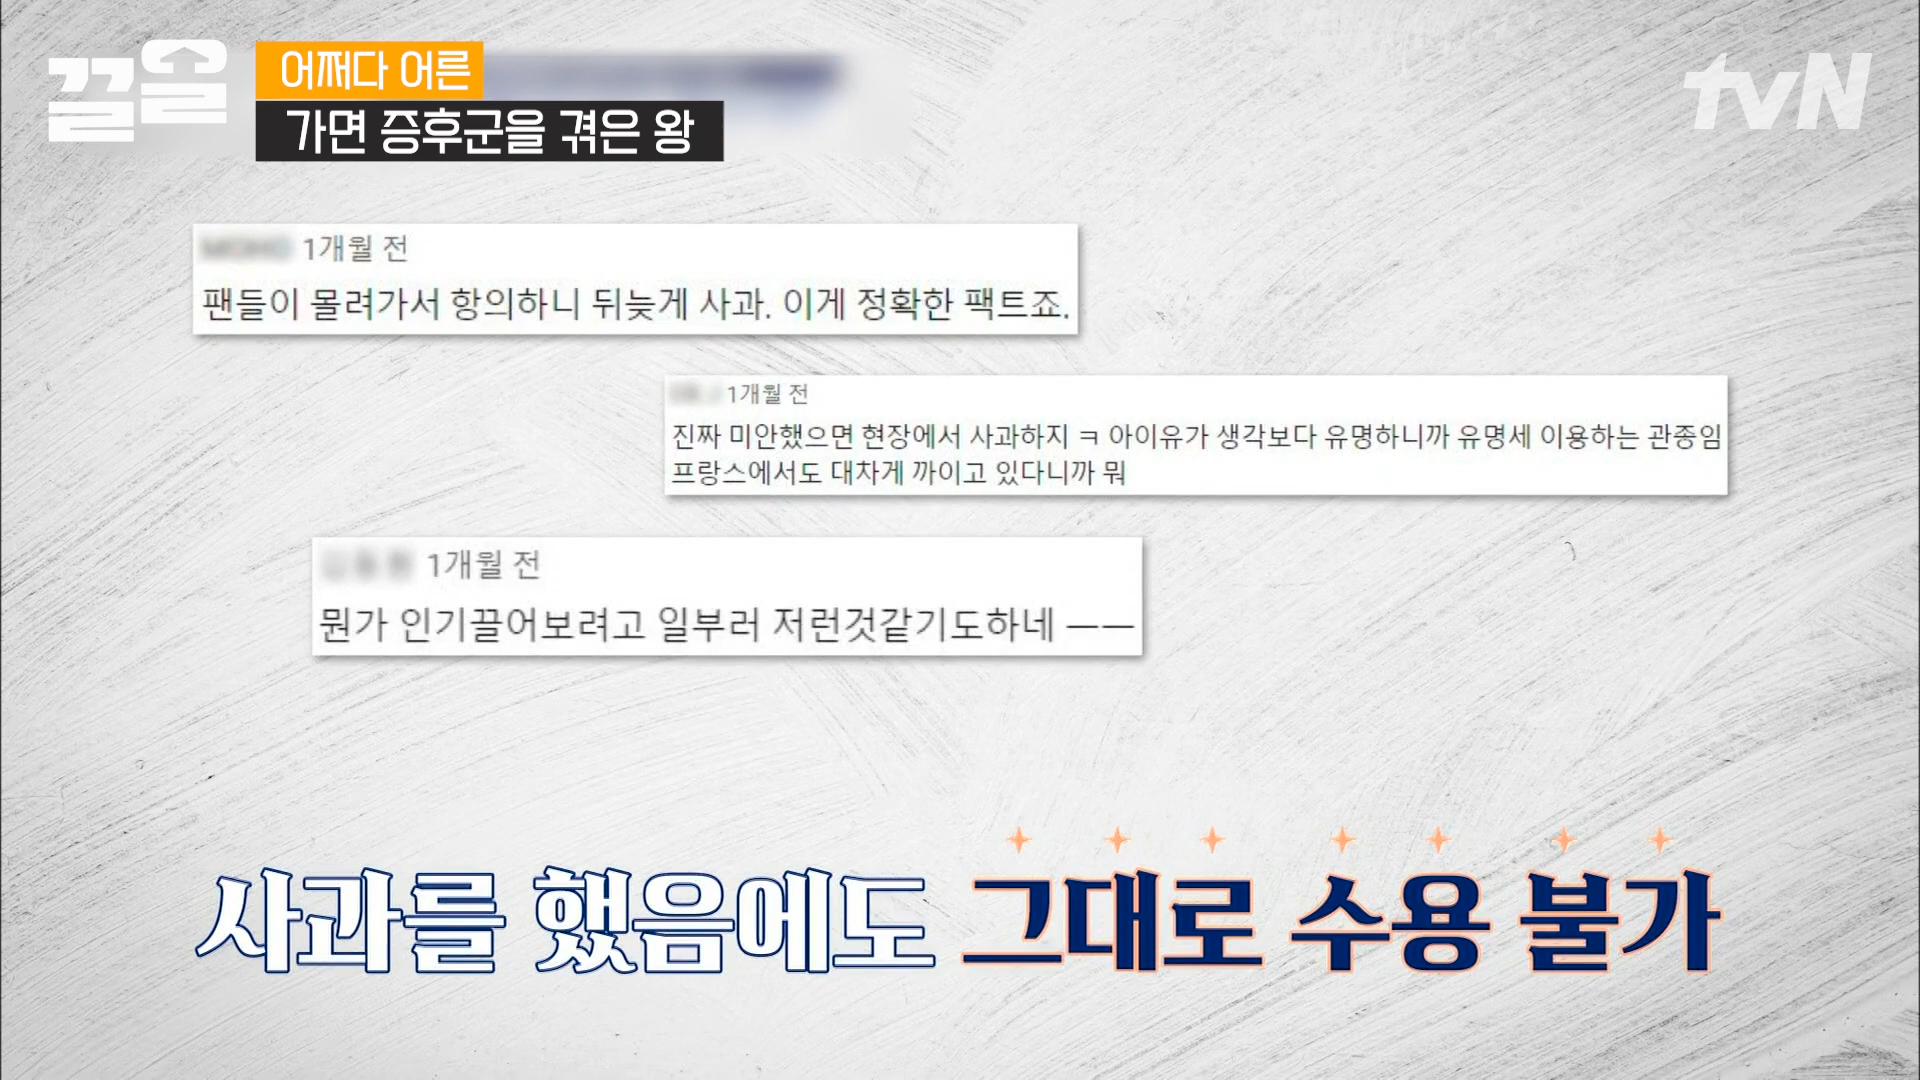 끌올
어쩌다 어른
tvN
가면 증후군을 겪은 왕
1개월 전
팬들이 몰려가서 항의하니 뒤늦게 사과. 이게 정확한 팩트죠.
1개월 전
진짜 미안했으면 현장에서 사과하지 ㅋ 아이유가 생각보다 유명하니까 유명세 이용하는 관종임
프랑스에서도 대차게 까이고 있다니까 뭐
1개월 전
뭔가 인기끌어보려고 일부러 저런것같기도하네 ㅡㅡ
사과를 했음에도 그대로 수용 불가